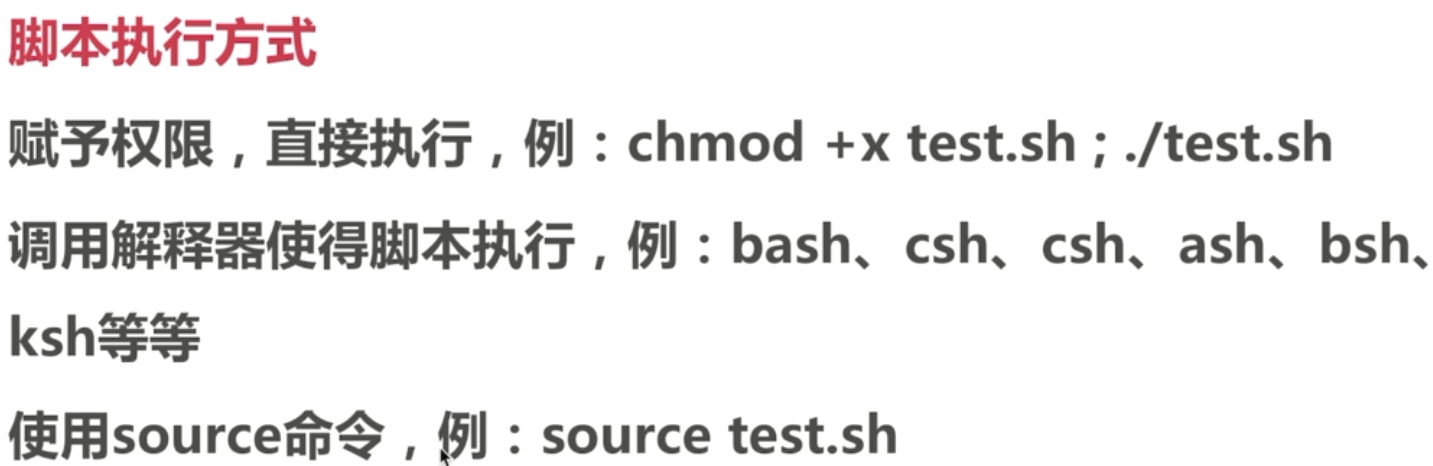 脚本执行方式
赋予权限，直接执行，例：chmod +x test.sh ; ./test.sh
调用解释器使得脚本执行，例：bash、csh、csh、ash、bsh、
ksh等等
使用source命令，例：source test.sh